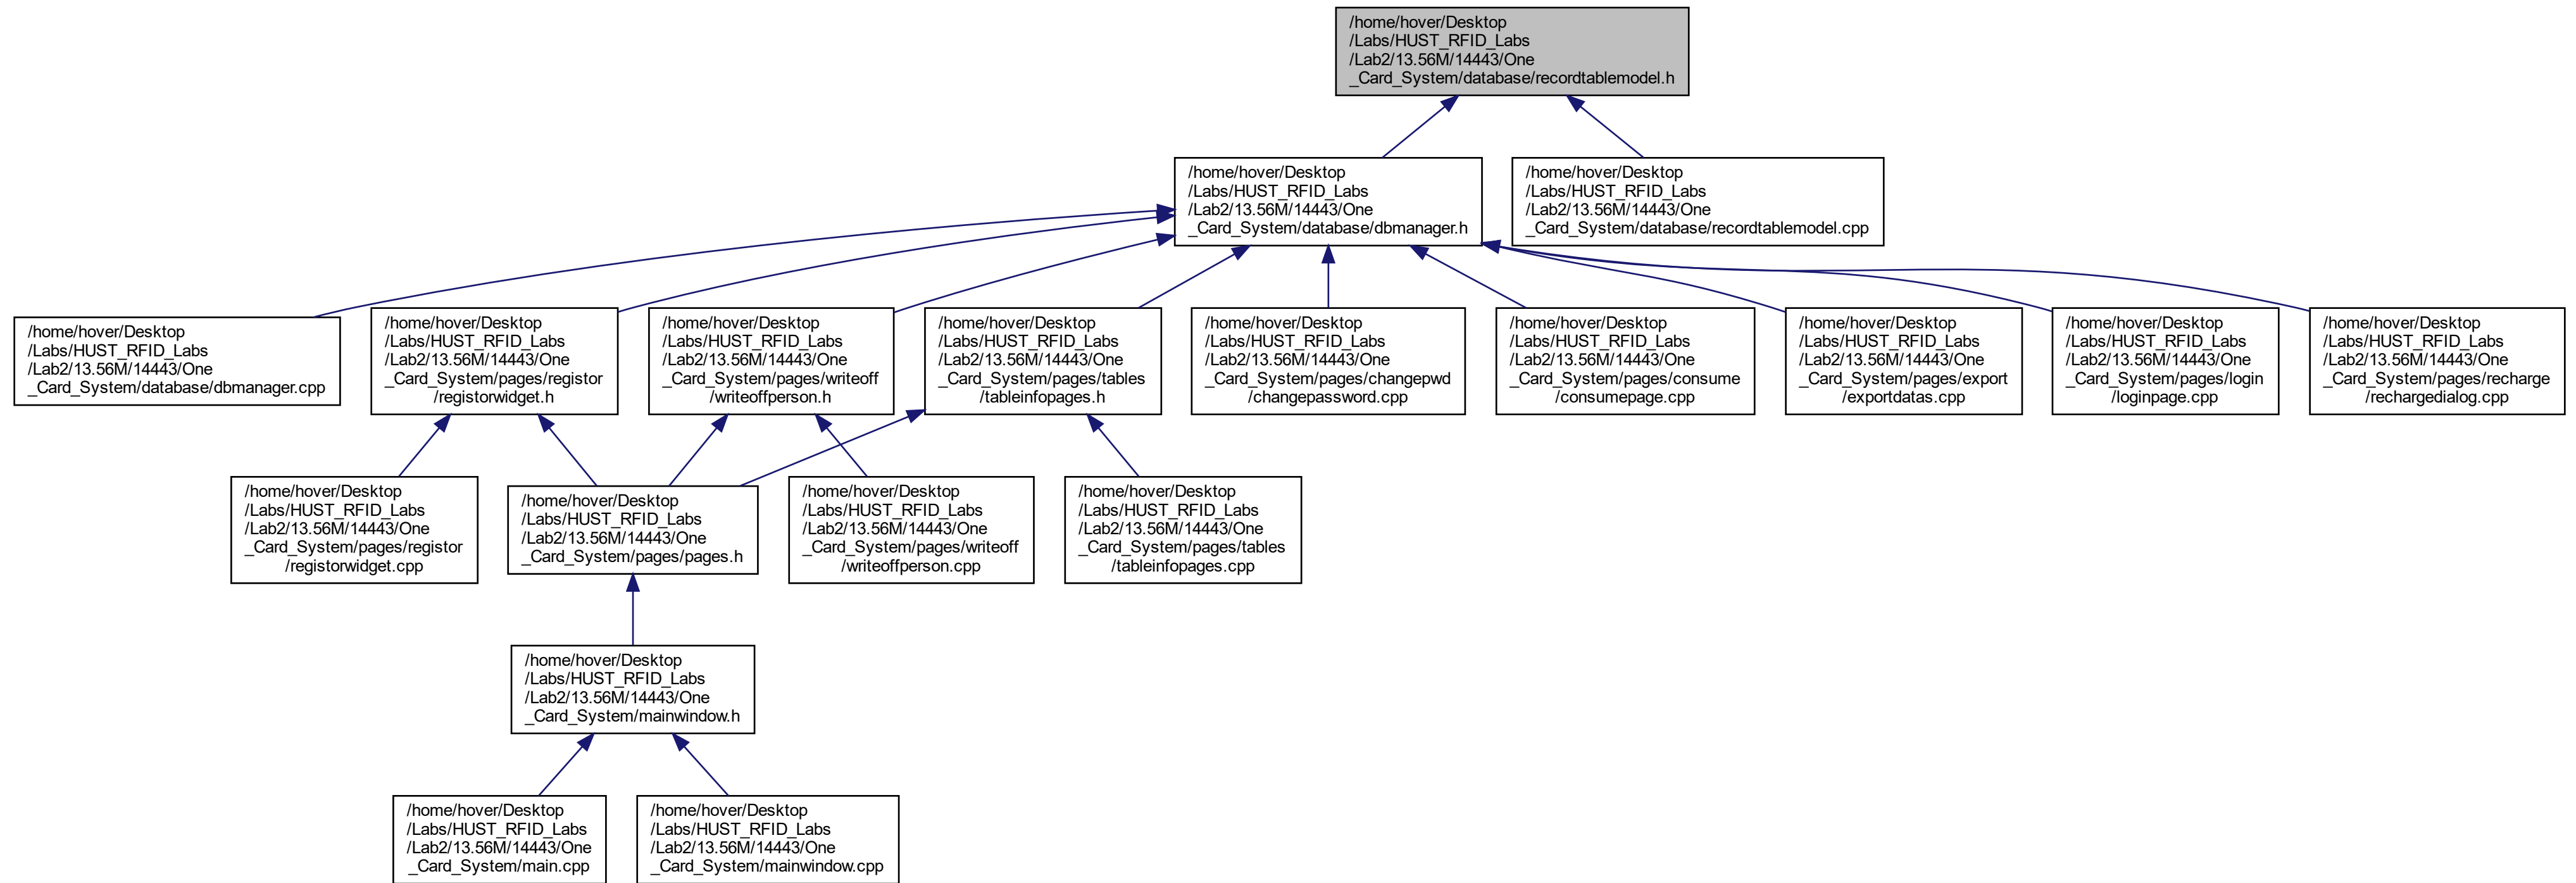 /home/hover/Desktop
/Labs/HUST_RFID_Labs
/Lab2/13.56M/14443/One
_Card_System/database/recordtablemodel.h
/home/hover/Desktop
/Labs/HUST_RFID_Labs
/Lab2/13.56M/14443/One
_Card_System/database/dbmanager.h
/home/hover/Desktop
/Labs/HUST_RFID_Labs
/Lab2/13.56M/14443/One
_Card_System/database/recordtablemodel.cpp
/home/hover/Desktop
/Labs/HUST_RFID_Labs
/Lab2/13.56M/14443/One
_Card_System/database/dbmanager.cpp
/home/hover/Desktop
/Labs/HUST_RFID_Labs
/Lab2/13.56M/14443/One
_Card_System/pages/registor
/registorwidget.h
/home/hover/Desktop
/Labs/HUST_RFID_Labs
/Lab2/13.56M/14443/One
_Card_System/pages/writeoff
/writeoffperson.h
/home/hover/Desktop
/Labs/HUST_RFID_Labs
/Lab2/13.56M/14443/One
_Card_System/pages/tables
/tableinfopages.h
/home/hover/Desktop
/Labs/HUST_RFID_Labs
/Lab2/13.56M/14443/One
_Card_System/pages/changepwd
/changepassword.cpp
/home/hover/Desktop
/Labs/HUST_RFID_Labs
/Lab2/13.56M/14443/One
_Card_System/pages/consume
/consumepage.cpp
/home/hover/Desktop
/Labs/HUST_RFID_Labs
/Lab2/13.56M/14443/One
_Card_System/pages/export
/exportdatas.cpp
/home/hover/Desktop
/Labs/HUST_RFID_Labs
/Lab2/13.56M/14443/One
_Card_System/pages/login
/loginpage.cpp
/home/hover/Desktop
/Labs/HUST_RFID_Labs
/Lab2/13.56M/14443/One
_Card_System/pages/recharge
/rechargedialog.cpp
/home/hover/Desktop
/Labs/HUST_RFID_Labs
/Lab2/13.56M/14443/One
_Card_System/pages/registor
/registorwidget.cpp
/home/hover/Desktop
/Labs/HUST_RFID_Labs
/Lab2/13.56M/14443/One
_Card_System/pages/pages.h
/home/hover/Desktop
/Labs/HUST_RFID_Labs
/Lab2/13.56M/14443/One
_Card_System/pages/writeoff
/writeoffperson.cpp
/home/hover/Desktop
/Labs/HUST_RFID_Labs
/Lab2/13.56M/14443/One
_Card_System/pages/tables
/tableinfopages.cpp
/home/hover/Desktop
/Labs/HUST_RFID_Labs
/Lab2/13.56M/14443/One
_Card_System/mainwindow.h
/home/hover/Desktop
/Labs/HUST_RFID_Labs
/Lab2/13.56M/14443/One
_Card_System/main.cpp
/home/hover/Desktop
/Labs/HUST_RFID_Labs
/Lab2/13.56M/14443/One
_Card_System/mainwindow.cpp